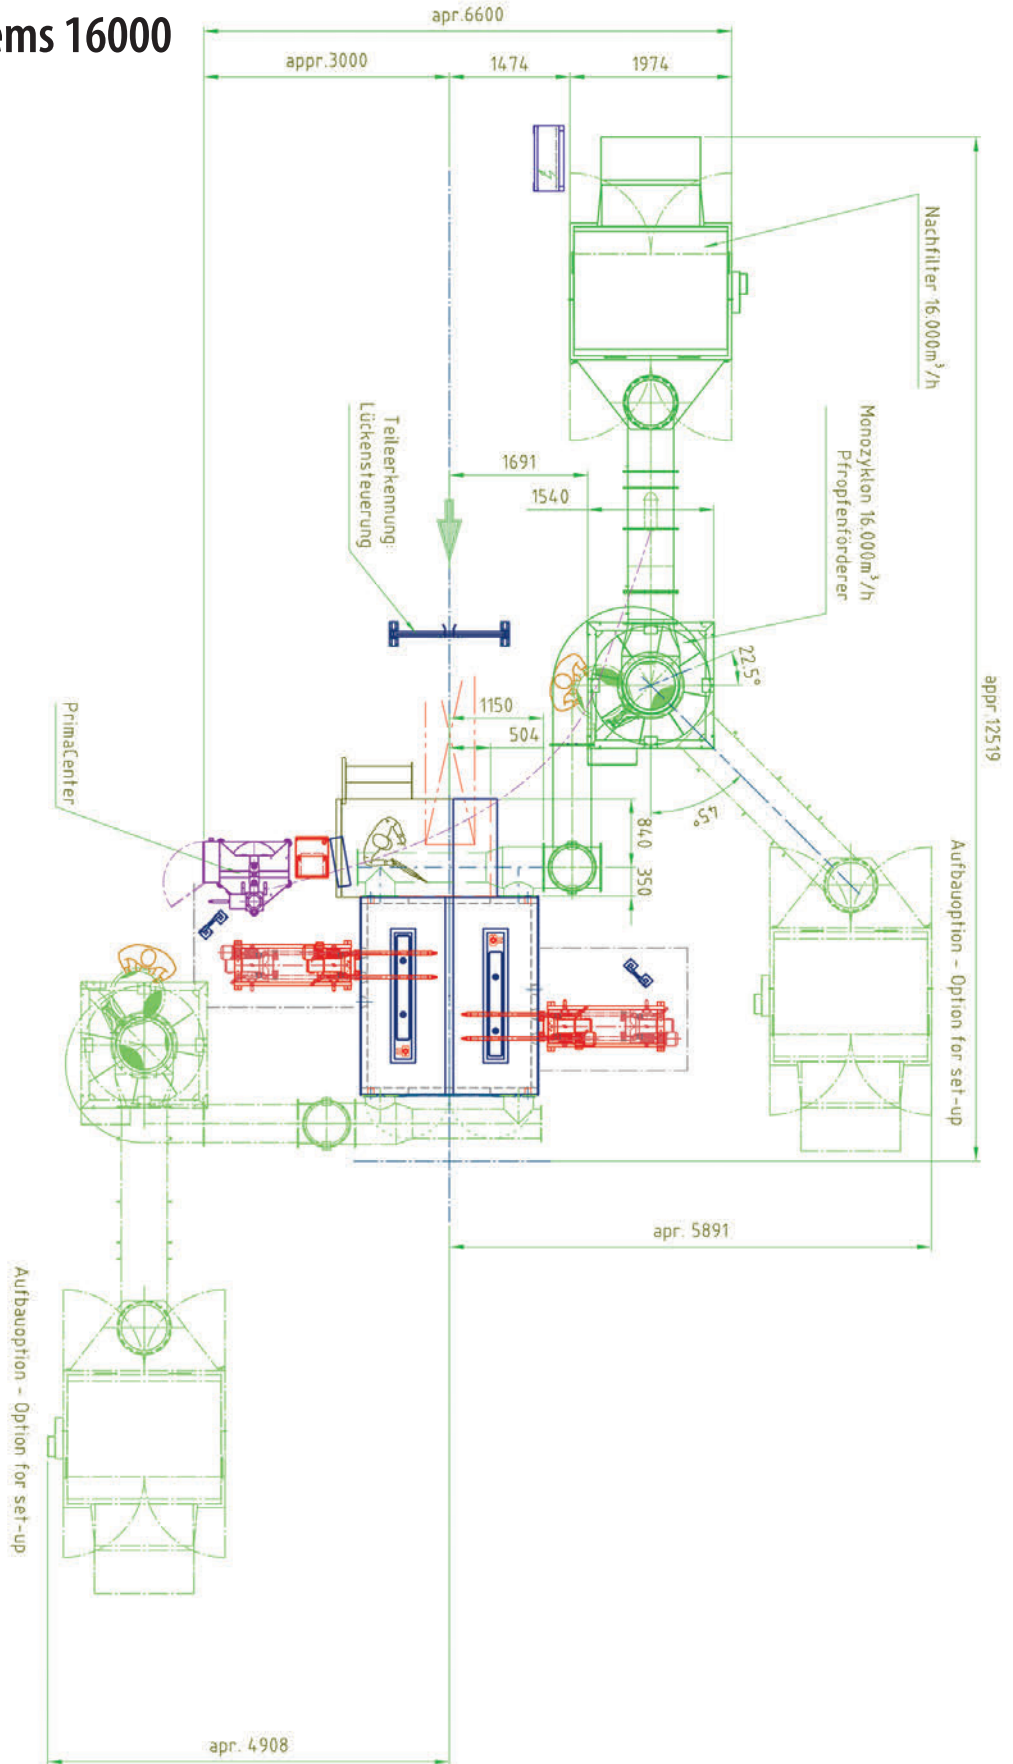 ems 16000
apr.6600
appr.3000
1474
1974
Nachfilter 16.000m³/h
Monozyklon 16.000m³/h
Pfropfenförderer
appr.12519
Teileerkennung:
Lückensteuerung
1691
1540
22.5°
45°
1150
504
840
350
PrimaCenter
Aufbauoption - Option for set-up
apr. 5891
Aufbauoption - Option for set-up
apr. 4908